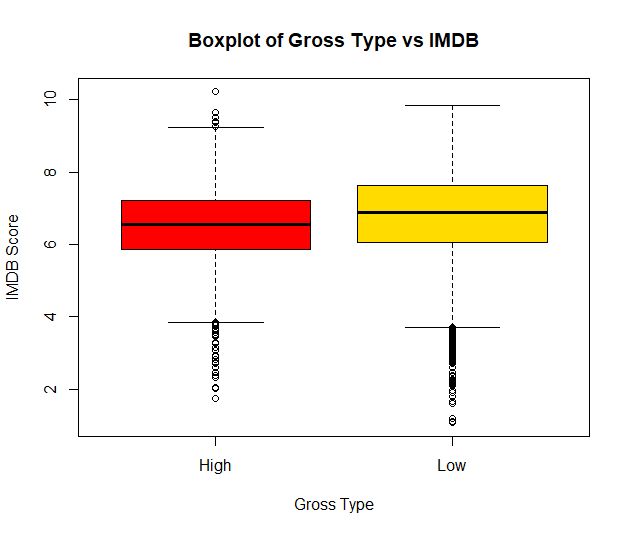 Boxplot of Gross Type vs IMDB
IMDB Score
10
8
6
4
2
High Low
Gross Type